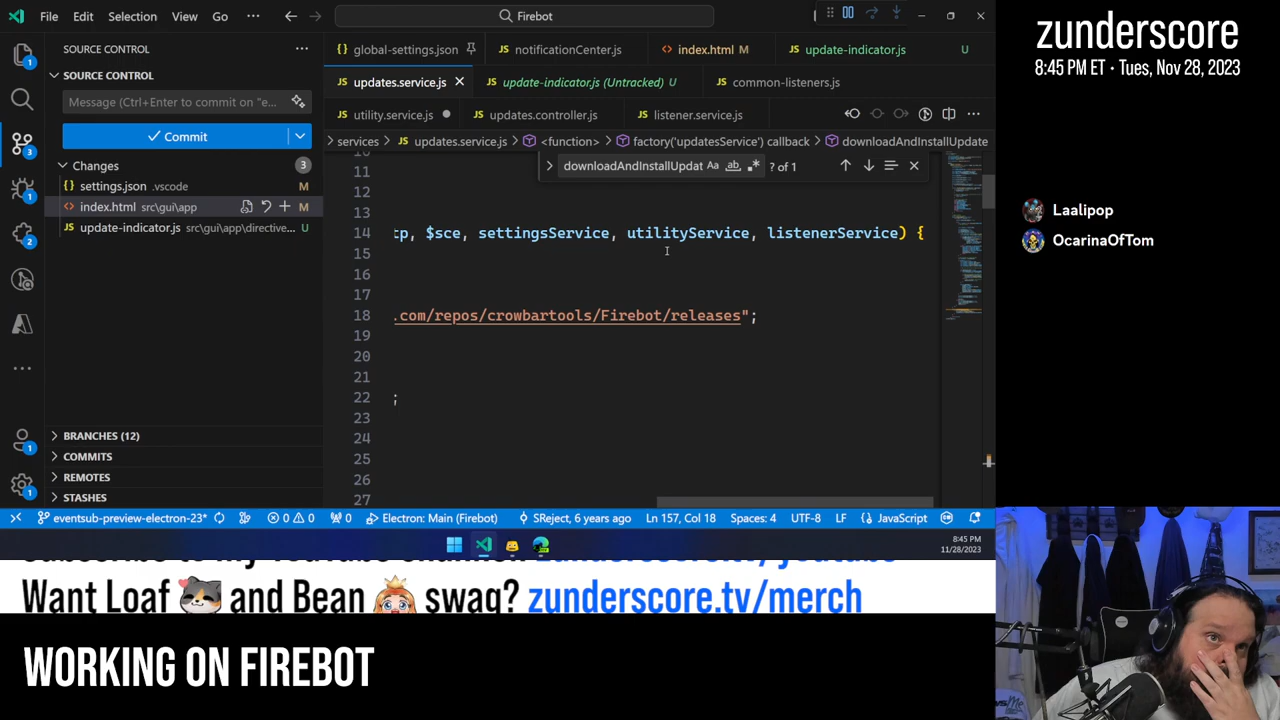 File Edit Selection View Go Firebot
SOURCE CONTROL
SOURCE CONTROL
Message (Ctrl+Enter to commit on "e...
Commit
Changes 3
settings.json .vscode M
index.html src\gui\app M
update-indicator.js src\gui\app\directive... U
BRANCHES (12)
COMMITS
REMOTES
STASHES
global-settings.json notificationCenter.js index.html M update-indicator.js U
updates.service.js update-indicator.js (Untracked) U common-listeners.js
utility.service.js updates.controller.js listener.service.js
services > updates.service.js > <function> > factory('updatesService') callback > downloadAndInstallUpdate
downloadAndInstallUpdat ? of 1
11
12
13
14 :p, $sce, settingsService, utilityService, listenerService) {
15
16
17
18 .com/repos/crowbartools/Firebot/releases";
19
20
21
22 ;
23
24
25
26
27
eventsub-preview-electron-23* 0 0 0 Electron: Main (Firebot) SReject, 6 years ago Ln 157, Col 18 Spaces: 4 UTF-8 LF JavaScript
8:45 PM
11/28/2023
zunderscore
8:45 PM ET • Tues, Nov 28, 2023
Laalipop
OcarinaOfTom
Want Loaf and Bean swag? zunderscore.tv/merch
WORKING ON FIREBOT